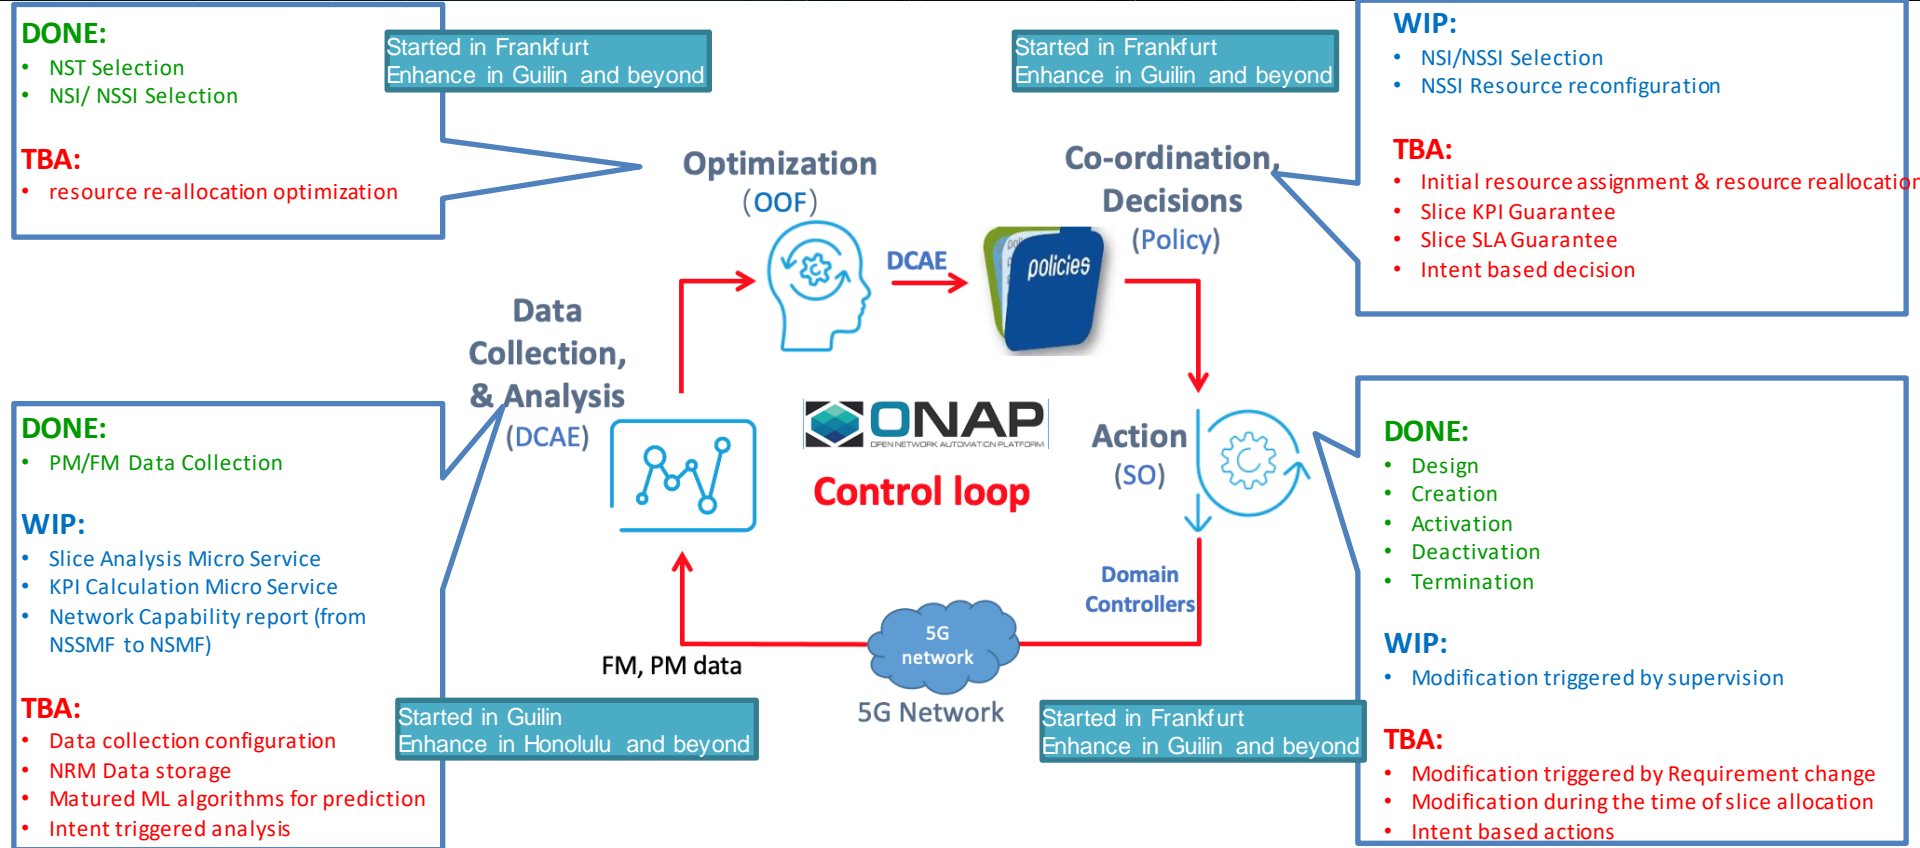 DONE:
• NST Selection
• NSI/ NSSI Selection
TBA:
• resource re-allocation optimization
Started in Frankfurt
Enhance in Guilin and beyond
Started in Frankfurt
Enhance in Guilin and beyond
WIP:
• NSI/NSSI Selection
• NSSI Resource reconfiguration
TBA:
• Initial resource assignment & resource reallocation
• Slice KPI Guarantee
• Slice SLA Guarantee
• Intent based decision
Optimization
(OOF)
DCAE
Co-ordination,
Decisions
(Policy)
policies
Data
Collection,
& Analysis
(DCAE)
ONAP
OPEN NETWORK AUTOMATION PLATFORM
Control loop
Action
(SO)
Domain
Controllers
5G
network
5G Network
FM, PM data
DONE:
• PM/FM Data Collection
WIP:
• Slice Analysis Micro Service
• KPI Calculation Micro Service
• Network Capability report (from
NSSMF to NSMF)
TBA:
• Data collection configuration
• NRM Data storage
• Matured ML algorithms for prediction
• Intent triggered analysis
Started in Guilin
Enhance in Honolulu and beyond
Started in Frankfurt
Enhance in Guilin and beyond
DONE:
• Design
• Creation
• Activation
• Deactivation
• Termination
WIP:
• Modification triggered by supervision
TBA:
• Modification triggered by Requirement change
• Modification during the time of slice allocation
• Intent based actions